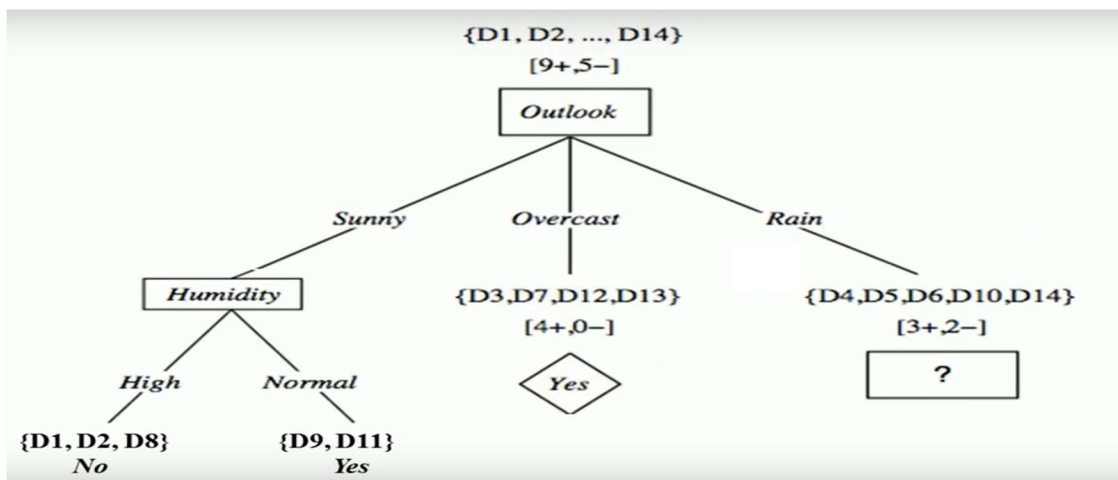 {D1, D2, ..., D14}
[9+,5−]
Outlook
Sunny
Overcast
Rain
Humidity
{D3,D7,D12,D13}
{D4,D5,D6,D10,D14}
[4+,0−]
[3+,2−]
High
Normal
Yes
?
{D1, D2, D8}
{D9, D11}
No
Yes